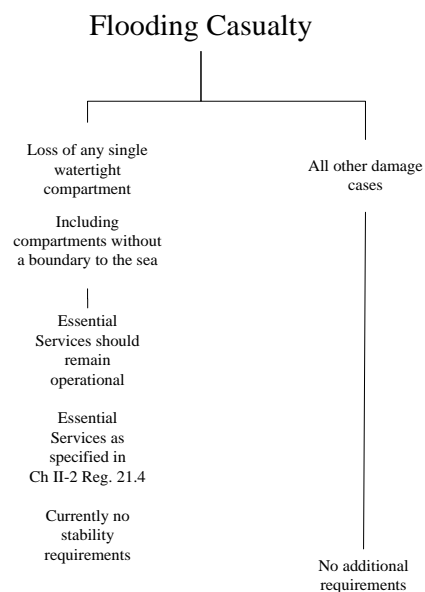 Flooding Casualty
Loss of any single
watertight
compartment
Including
compartments without
a boundary to the sea
Essential
Services should
remain
operational
Essential
Services as
specified in
Ch II-2 Reg. 21.4
Currently no
stability
requirements
All other damage
cases
No additional
requirements